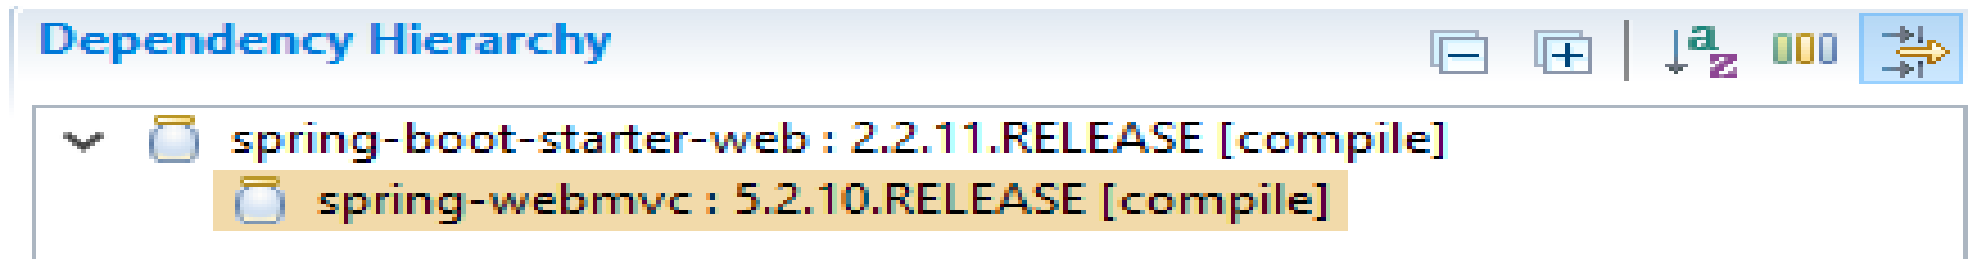 Dependency Hierarchy
spring-boot-starter-web : 2.2.11.RELEASE [compile]
spring-webmvc : 5.2.10.RELEASE [compile]